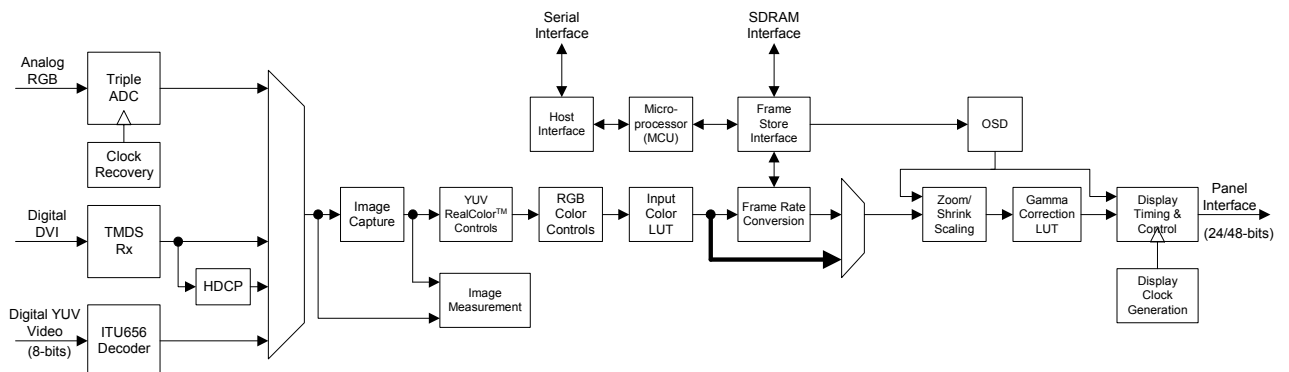 Serial
Interface
SDRAM
Interface
Analog
RGB
Triple
ADC
Clock
Recovery
Host
Interface
Micro-
processor
(MCU)
Frame
Store
Interface
OSD
Digital
DVI
TMDS
Rx
HDCP
Image
Capture
YUV
RealColor™
Controls
RGB
Color
Controls
Input
Color
LUT
Frame Rate
Conversion
Zoom/
Shrink
Scaling
Gamma
Correction
LUT
Display
Timing &
Control
Panel
Interface
(24/48-bits)
Image
Measurement
Display
Clock
Generation
Digital YUV
Video
(8-bits)
ITU656
Decoder